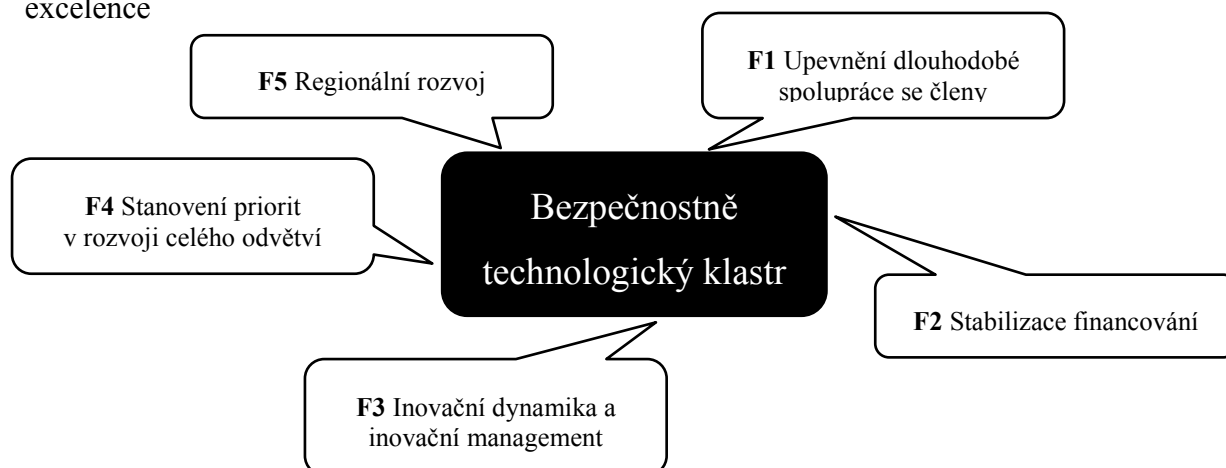 excelence
F5 Regionální rozvoj
F1 Upevnění dlouhodobé
spolupráce se členy
F4 Stanovení priorit
v rozvoji celého odvětví
Bezpečnostně
technologický klastr
F2 Stabilizace financování
F3 Inovační dynamika a
inovační management